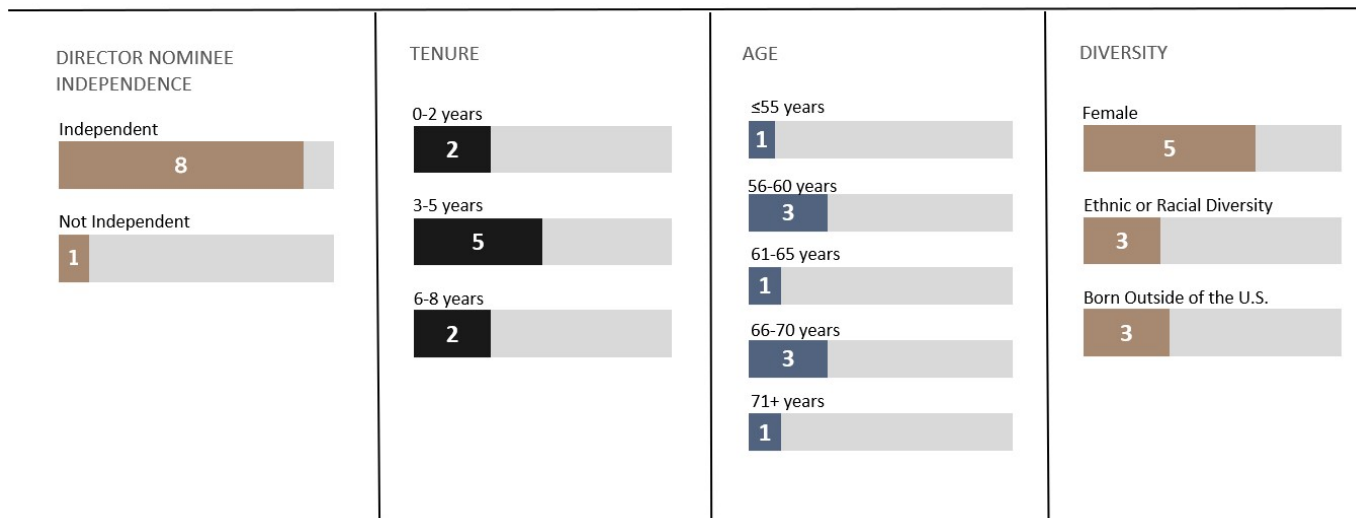 DIRECTOR NOMINEE
INDEPENDENCE
Independent
8
Not Independent
1
TENURE
0-2 years
2
3-5 years
5
6-8 years
2
AGE
≤55 years
1
56-60 years
3
61-65 years
1
66-70 years
3
71+ years
1
DIVERSITY
Female
5
Ethnic or Racial Diversity
3
Born Outside of the U.S.
3